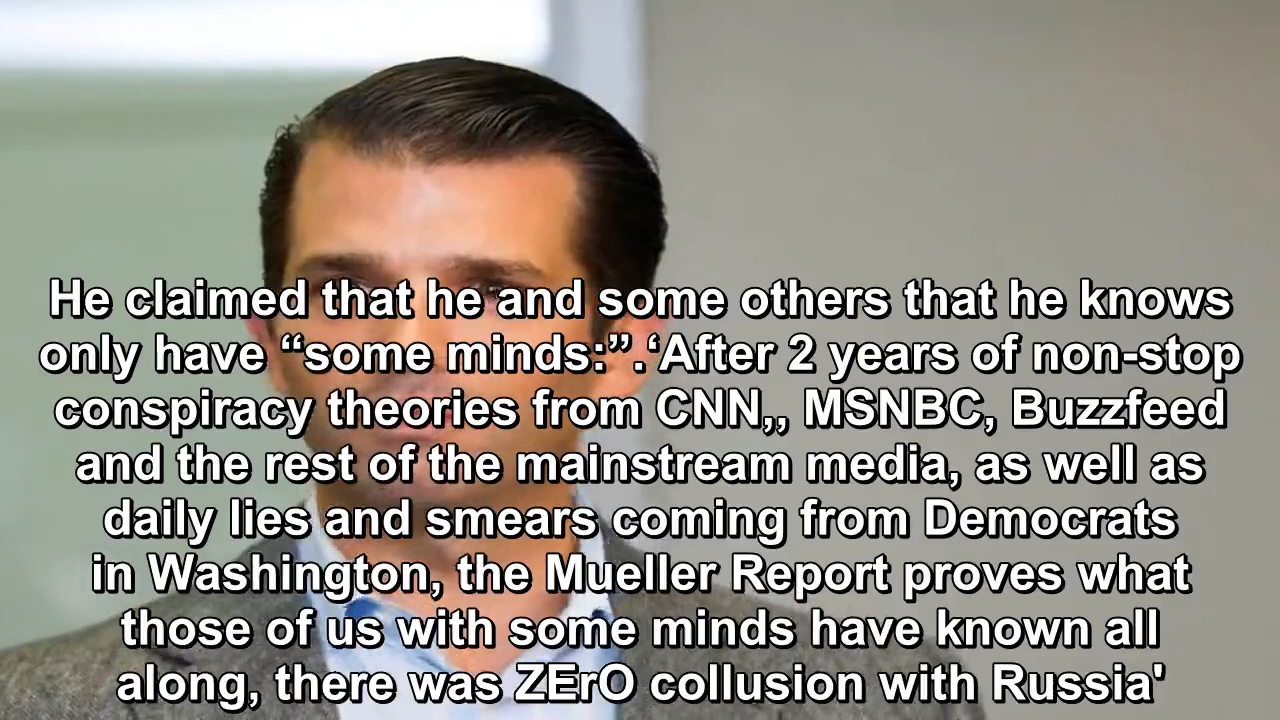 He claimed that he and some others that he knows
only have “some minds:”.‘After 2 years of non-stop
conspiracy theories from CNN,, MSNBC, Buzzfeed
and the rest of the mainstream media, as well as
daily lies and smears coming from Democrats
in Washington, the Mueller Report proves what
those of us with some minds have known all
along, there was ZErO collusion with Russia'